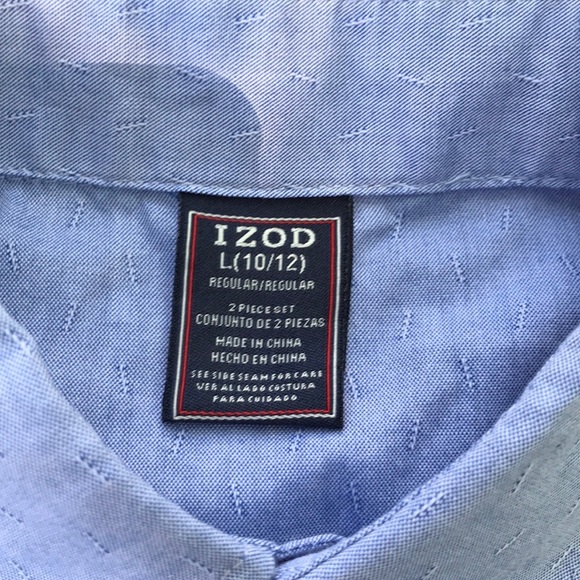 IZOD
L(10/12)
REGULAR/REGULAR
2 PIECE SET
CONJUNTO DE 2 PIEZAS
MADE IN CHINA
HECHO EN CHINA
SEE SIDE SEAM FOR CARE
VER AL LADO COSTURA
PARA CUIDADO